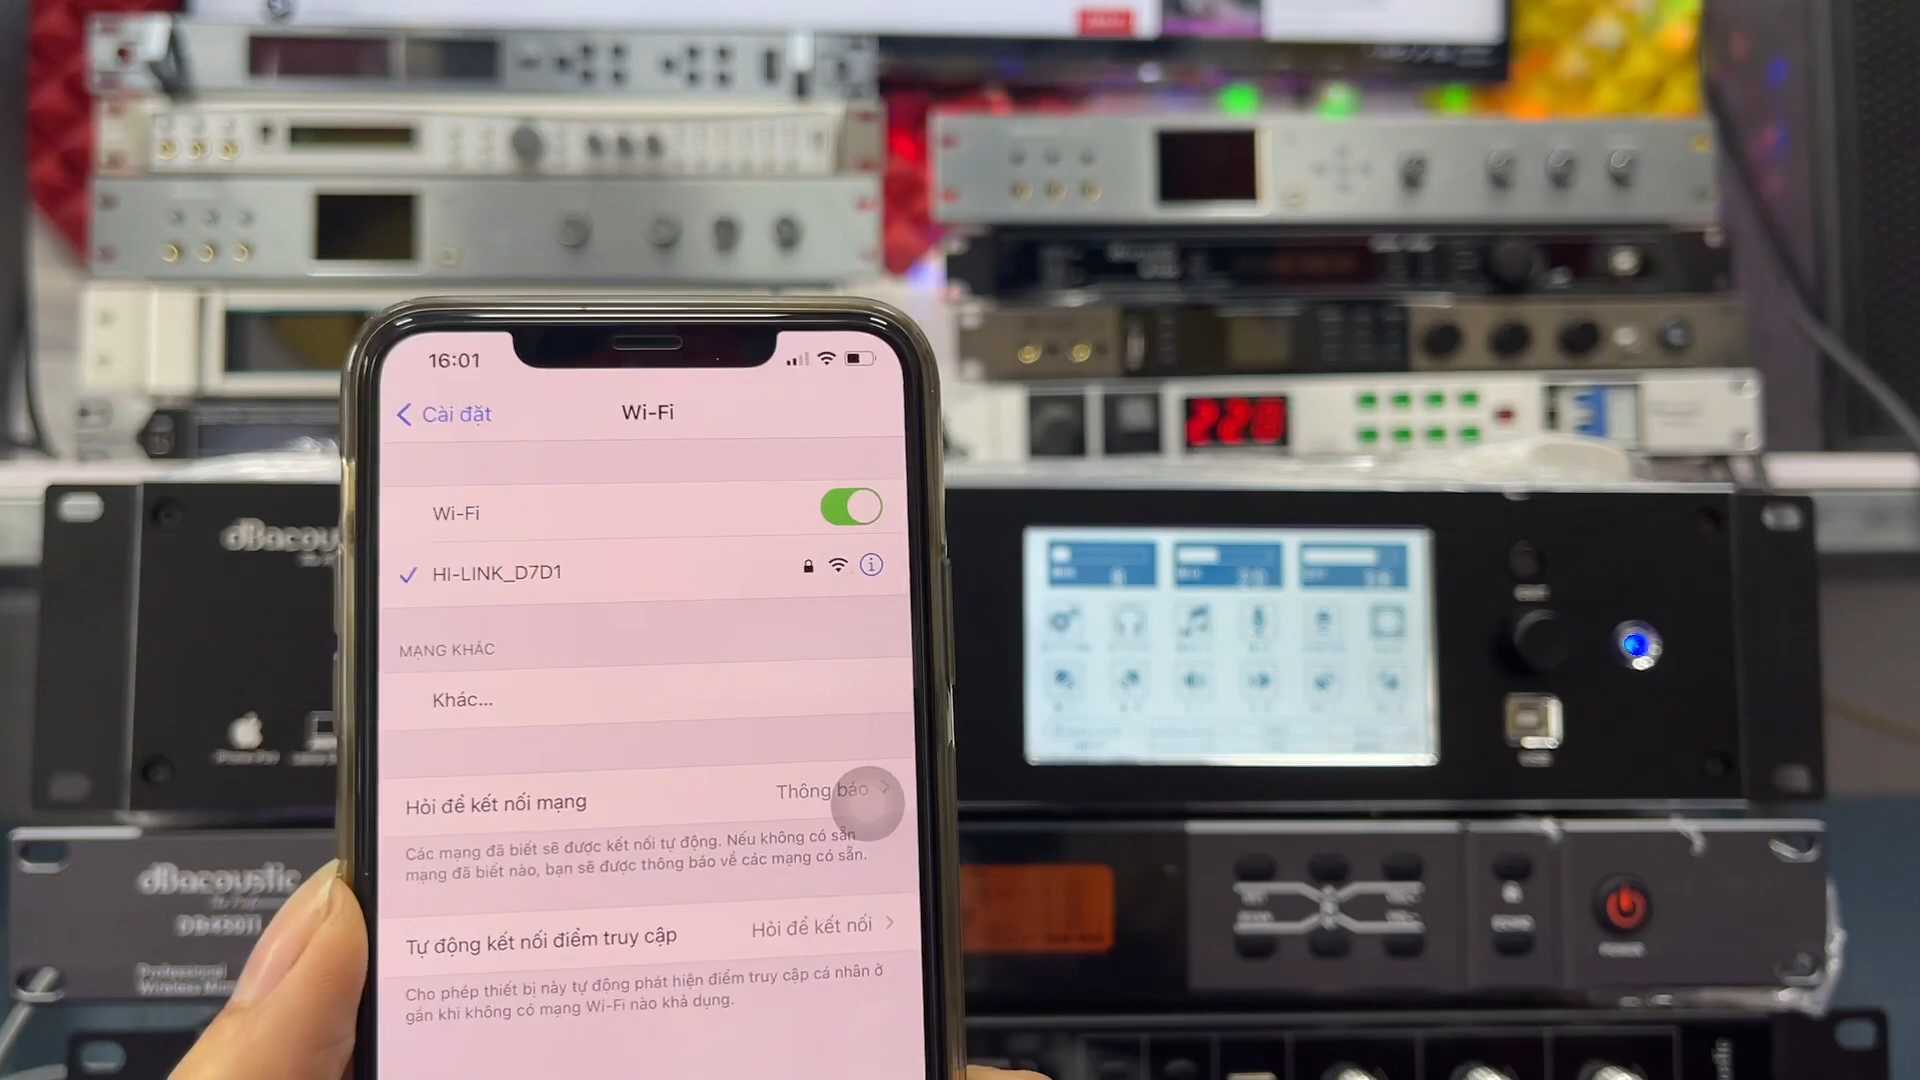 16:01
Cài đặt
Wi-Fi
Wi-Fi
HI-LINK_D7D1
MẠNG KHÁC
Khác...
Hỏi để kết nối mạng
Thông báo
Các mạng đã biết sẽ được kết nối tự động. Nếu không có sẵn
mạng đã biết nào, bạn sẽ được thông báo về các mạng có sẵn.
Tự động kết nối điểm truy cập
Hỏi để kết nối
Cho phép thiết bị này tự động phát hiện điểm truy cập cá nhân ở
gần khi không có mạng Wi-Fi nào khả dụng.
228
dBacou
dBacoustic
Professional
Wireless
POWER